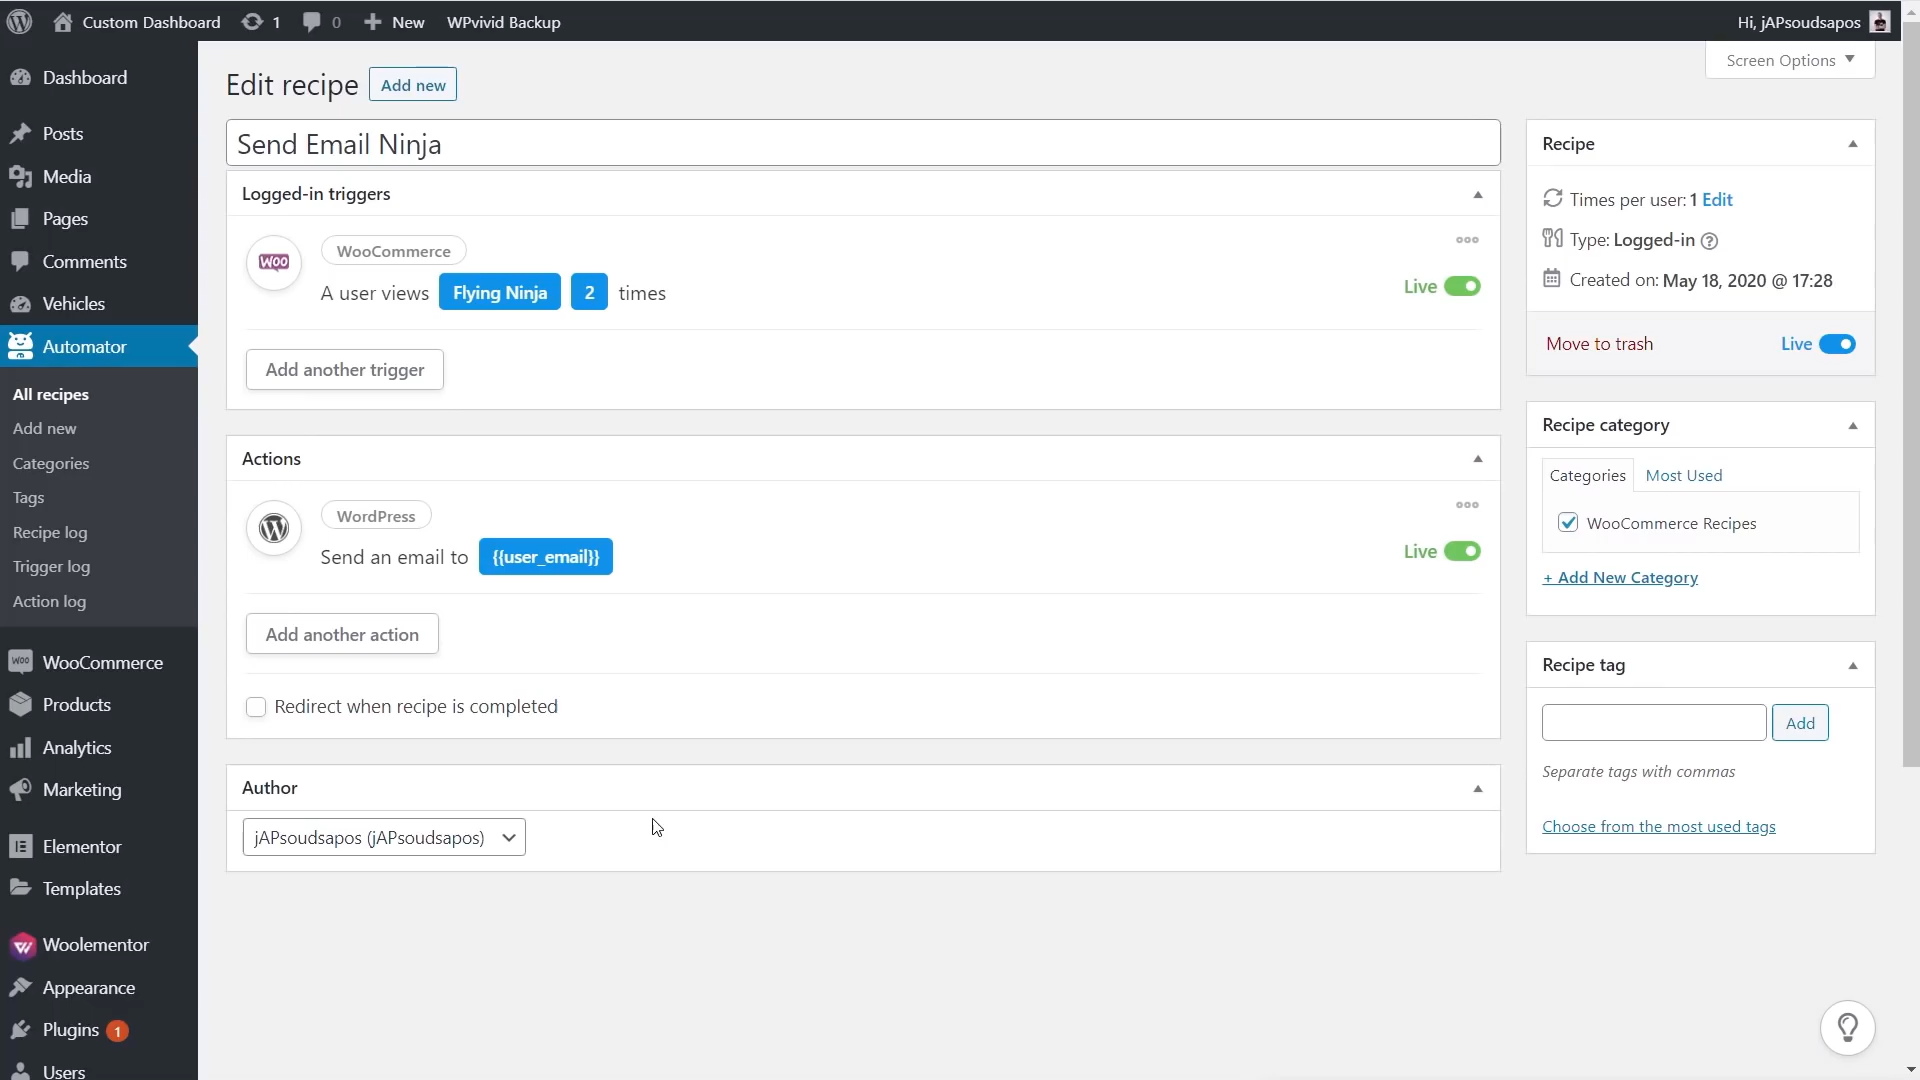 Custom Dashboard 1 0 New WPvivid Backup Hi, jAPsoudsapos
Screen Options
Dashboard
Posts
Media
Pages
Comments
Vehicles
Automator
All recipes
Add new
Categories
Tags
Recipe log
Trigger log
Action log
WooCommerce
Products
Analytics
Marketing
Elementor
Templates
Woolementor
Appearance
Plugins 1
Users
Edit recipe Add new
Send Email Ninja
Logged-in triggers
WOO
WooCommerce
A user views Flying Ninja 2 times
Live
Add another trigger
Actions
WordPress
Send an email to {{user_email}}
Live
Add another action
Redirect when recipe is completed
Author
jAPsoudsapos (jAPsoudsapos)
Recipe
Times per user: 1 Edit
Type: Logged-in
Created on: May 18, 2020 @ 17:28
Move to trash Live
Recipe category
Categories Most Used
WooCommerce Recipes
+ Add New Category
Recipe tag
Add
Separate tags with commas
Choose from the most used tags